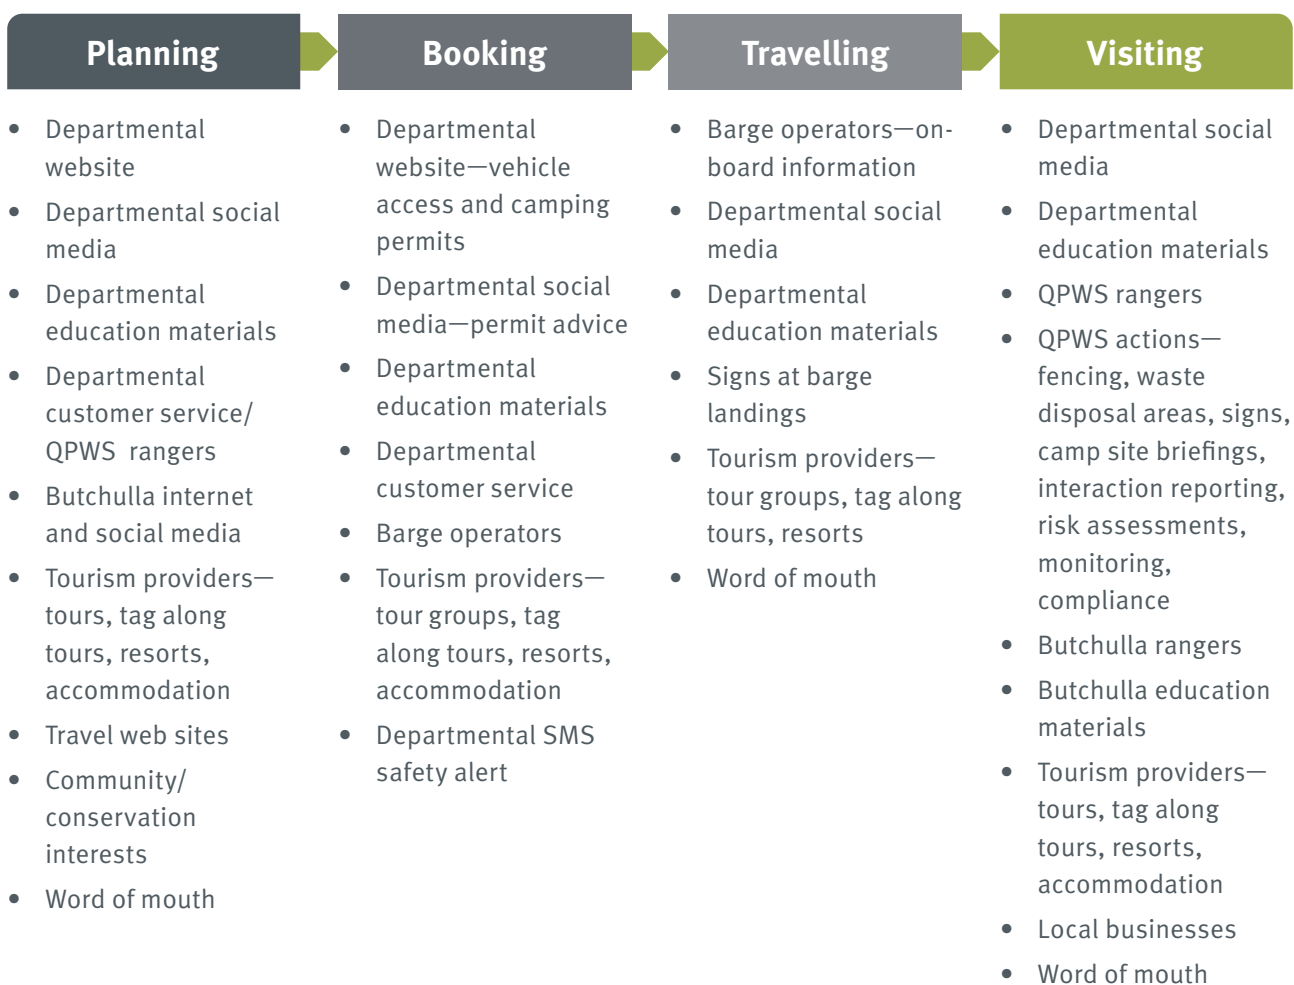 Planning
Departmental
website
Departmental social
media
Departmental
education materials
Departmental
customer service/
QPWS  rangers
Butchulla internet
and social media
Tourism providers—
tours, tag along
tours, resorts,
accommodation
Travel web sites
Community/
conservation
interests
Word of mouth
Booking
Departmental
website—vehicle
access and camping
permits
Departmental social
media—permit advice
Departmental
education materials
Departmental
customer service
Barge operators
Tourism providers—
tour groups, tag
along tours, resorts,
accommodation
Departmental SMS
safety alert
Travelling
Barge operators—on-
board information
Departmental social
media
Departmental
education materials
Signs at barge
landings
Tourism providers—
tour groups, tag along
tours, resorts
Word of mouth
Visiting
Departmental social
media
Departmental
education materials
QPWS rangers
QPWS actions—
fencing, waste
disposal areas, signs,
camp site briefings,
interaction reporting,
risk assessments,
monitoring,
compliance
Butchulla rangers
Butchulla education
materials
Tourism providers—
tours, tag along
tours, resorts,
accommodation
Local businesses
Word of mouth